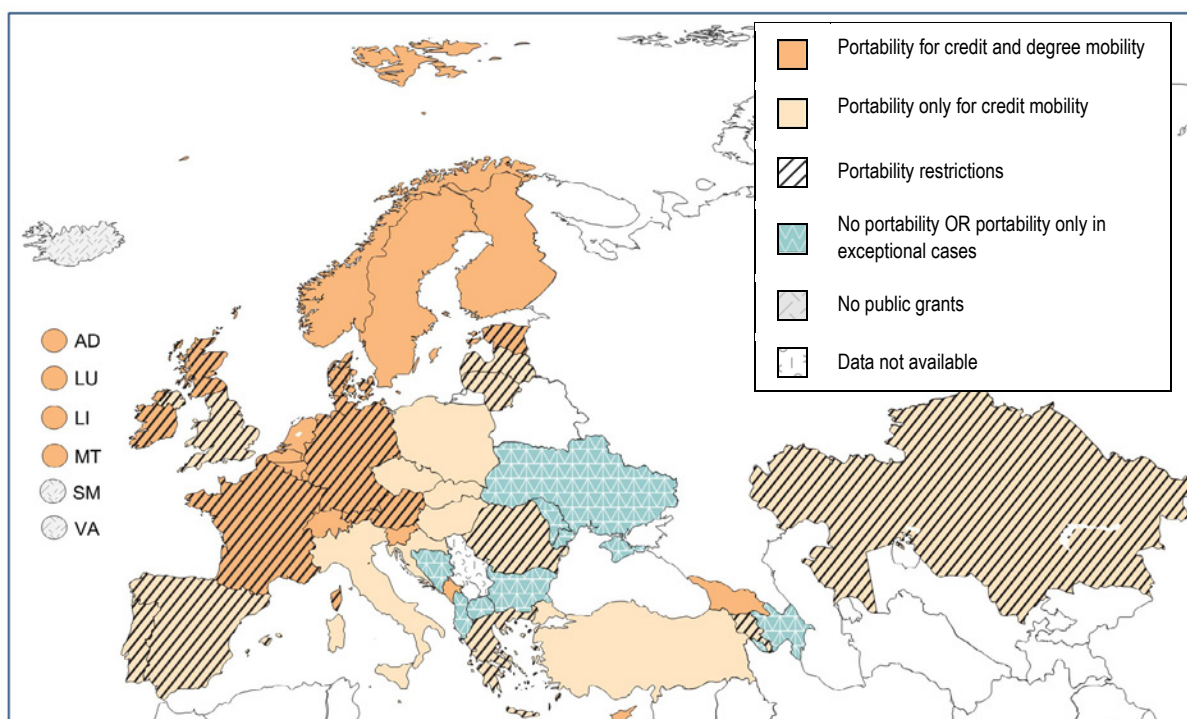 Portability for credit and degree mobility
Portability only for credit mobility
Portability restrictions
No portability OR portability only in
exceptional cases
No public grants
Data not available
AD
LU
LI
MT
SM
VA